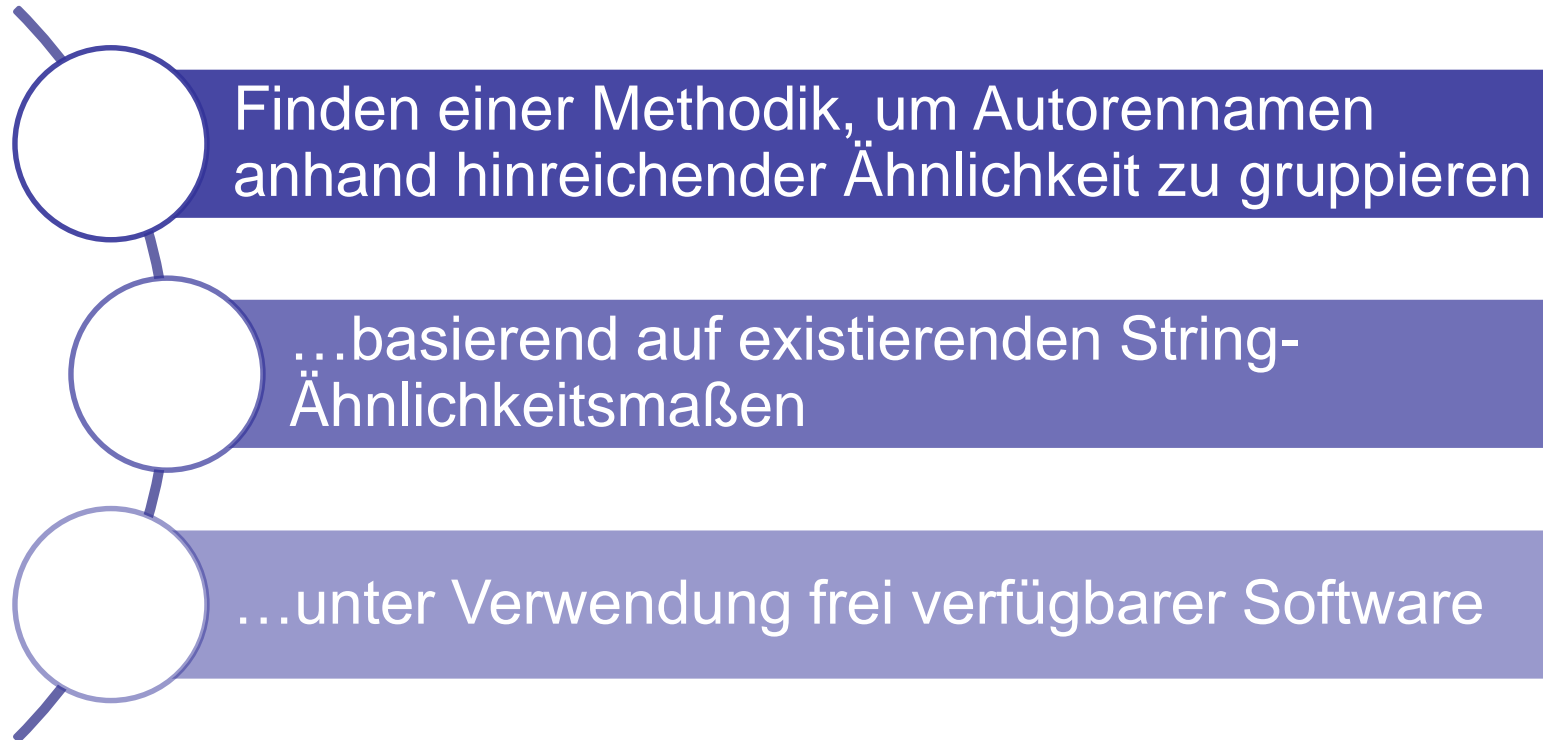 Finden einer Methodik, um Autorennamen
anhand hinreichender Ähnlichkeit zu gruppieren
…basierend auf existierenden String-
Ähnlichkeitsmaßen
…unter Verwendung frei verfügbarer Software